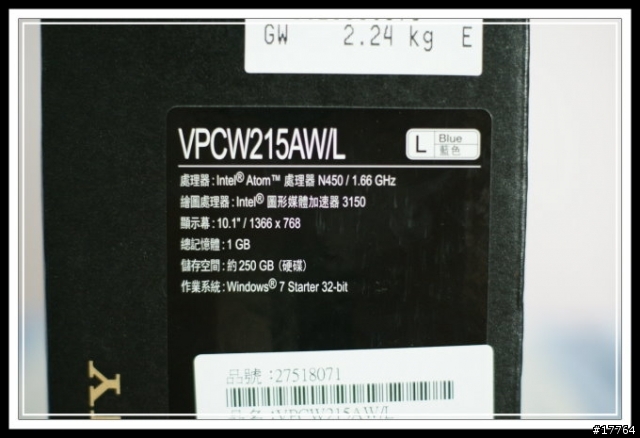 GW 2.24 kg E
VPCW215AW/L
L Blue 藍色
處理器:Intel® Atom™ 處理器 N450 / 1.66 GHz
繪圖處理器:Intel® 圖形媒體加速器 3150
顯示幕:10.1" / 1366 x 768
總記憶體:1 GB
儲存空間:約 250 GB (硬碟)
作業系統:Windows® 7 Starter 32-bit
品號:27518071
品名:VPCW215AW/L
#17764